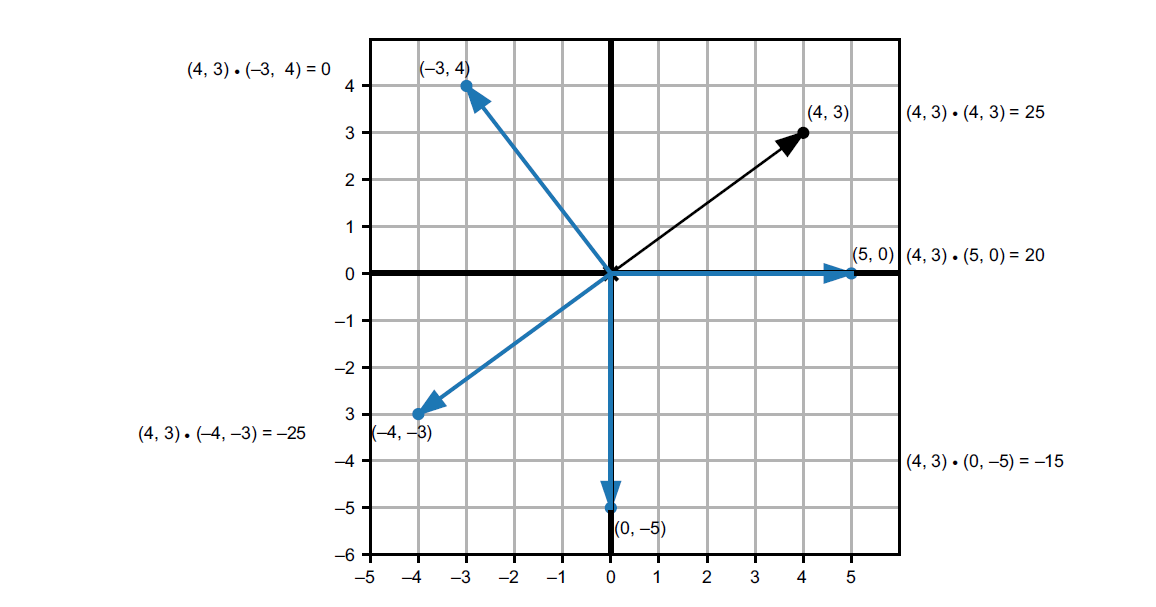 (4, 3) • (–3, 4) = 0
(–3, 4)
(4, 3)
(4, 3) • (4, 3) = 25
(5, 0)
(4, 3) • (5, 0) = 20
(4, 3) • (–4, –3) = –25
(–4, –3)
(4, 3) • (0, –5) = –15
(0, –5)
4
3
2
1
0
–1
–2
3
–4
–5
–6
–5 –4 –3 –2 –1 0 1 2 3 4 5